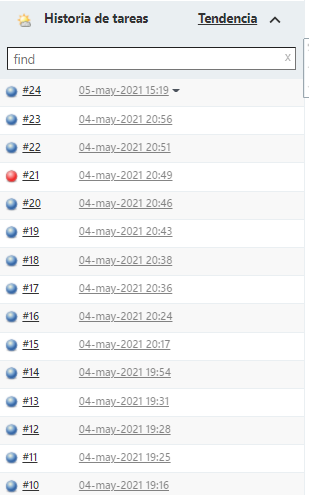 Historia de tareas Tendencia
find x
#24 05-may-2021 15:19
#23 04-may-2021 20:56
#22 04-may-2021 20:51
#21 04-may-2021 20:49
#20 04-may-2021 20:46
#19 04-may-2021 20:43
#18 04-may-2021 20:38
#17 04-may-2021 20:36
#16 04-may-2021 20:24
#15 04-may-2021 20:17
#14 04-may-2021 19:54
#13 04-may-2021 19:31
#12 04-may-2021 19:28
#11 04-may-2021 19:25
#10 04-may-2021 19:16